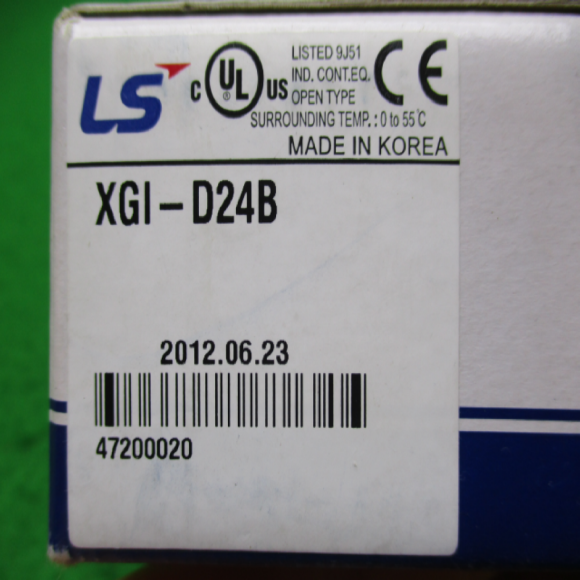 LS
C UL ® US
LISTED 9J51
IND. CONT.EQ.
OPEN TYPE
CE
SURROUNDING TEMP. : 0 to 55℃
MADE IN KOREA
XGI-D24B
2012.06.23
47200020